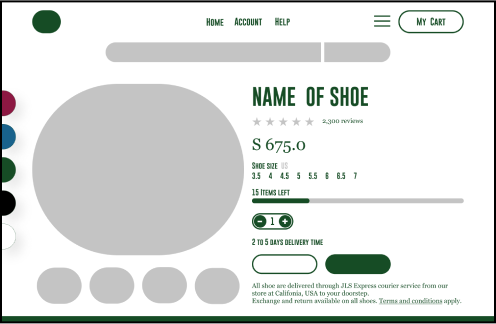 Home Account Help
My Cart
NAME OF SHOE
2,300 reviews
S 675.0
Shoe size US
3.5 4 4.5 5 5.5 6 6.5 7
15 Items left
1
2 to 5 days delivery time
All shoe are delivered through JLS Express courier service from our
store at Califonia, USA to your doorstep.
Exchange and return available on all shoes. Terms and conditions apply.